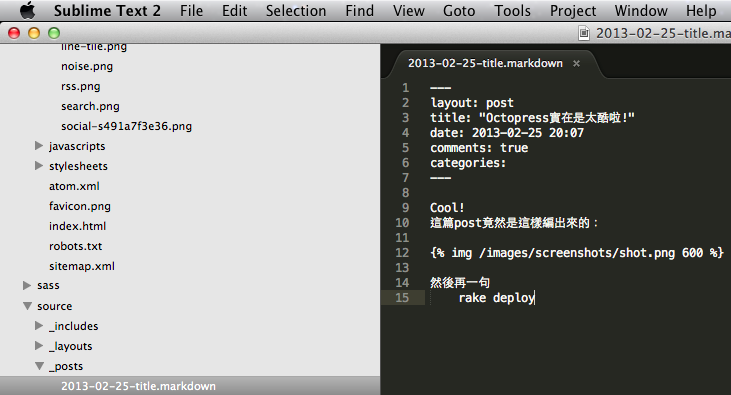 Sublime Text 2 File Edit Selection Find View Goto Tools Project Window Help
2013-02-25-title.ma
line-tile.png
noise.png
rss.png
search.png
social-s491a7f3e36.png
javascripts
stylesheets
atom.xml
favicon.png
index.html
robots.txt
sitemap.xml
sass
source
_includes
_layouts
_posts
2013-02-25-title.markdown
2013-02-25-title.markdown ×
1 ---
2 layout: post
3 title: "Octopress實在是太酷啦!"
4 date: 2013-02-25 20:07
5 comments: true
6 categories:
7 ---
8
9 Cool!
10 這篇post竟然是這樣編出來的：
11
12 {% img /images/screenshots/shot.png 600 %}
13
14 然後再一句
15 rake deploy